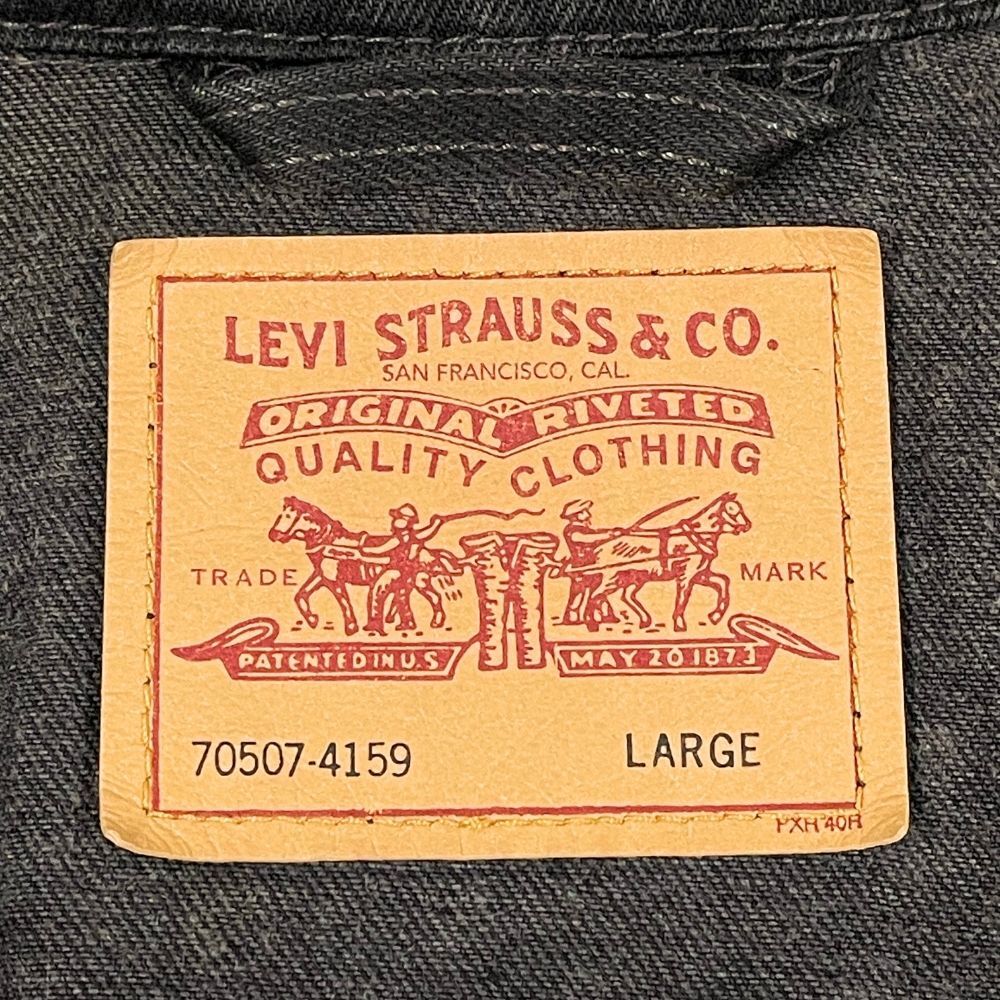 LEVI STRAUSS & CO.
SAN FRANCISCO, CAL.
ORIGINAL RIVETED
QUALITY CLOTHING
TRADE MARK
PATENTED IN U.S. MAY 20 1873
70507-4159 LARGE